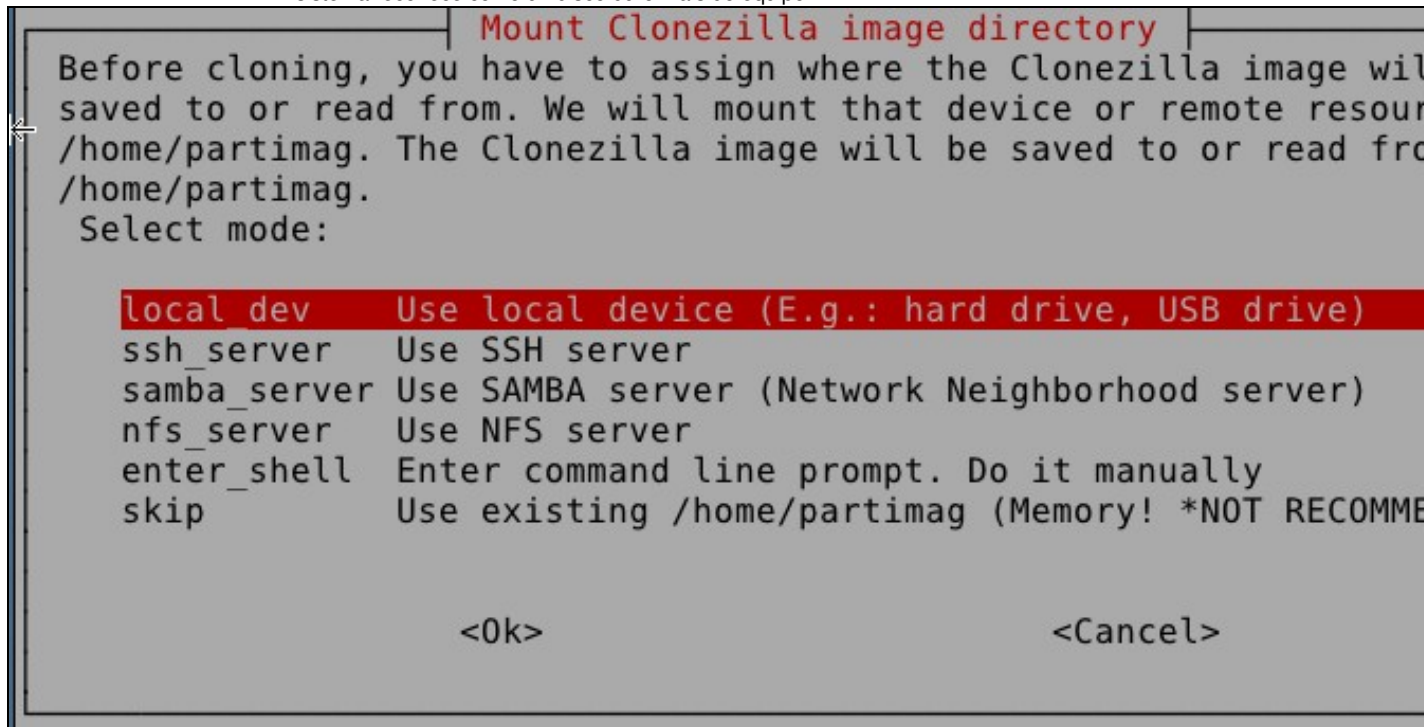 Mount Clonezilla image directory
Before cloning, you have to assign where the Clonezilla image wil
saved to or read from. We will mount that device or remote resour
/home/partimag. The Clonezilla image will be saved to or read fro
/home/partimag.
Select mode:
local_dev Use local device (E.g.: hard drive, USB drive)
ssh_server Use SSH server
samba_server Use SAMBA server (Network Neighborhood server)
nfs_server Use NFS server
enter_shell Enter command line prompt. Do it manually
skip Use existing /home/partimag (Memory! *NOT RECOMME
<Ok> <Cancel>